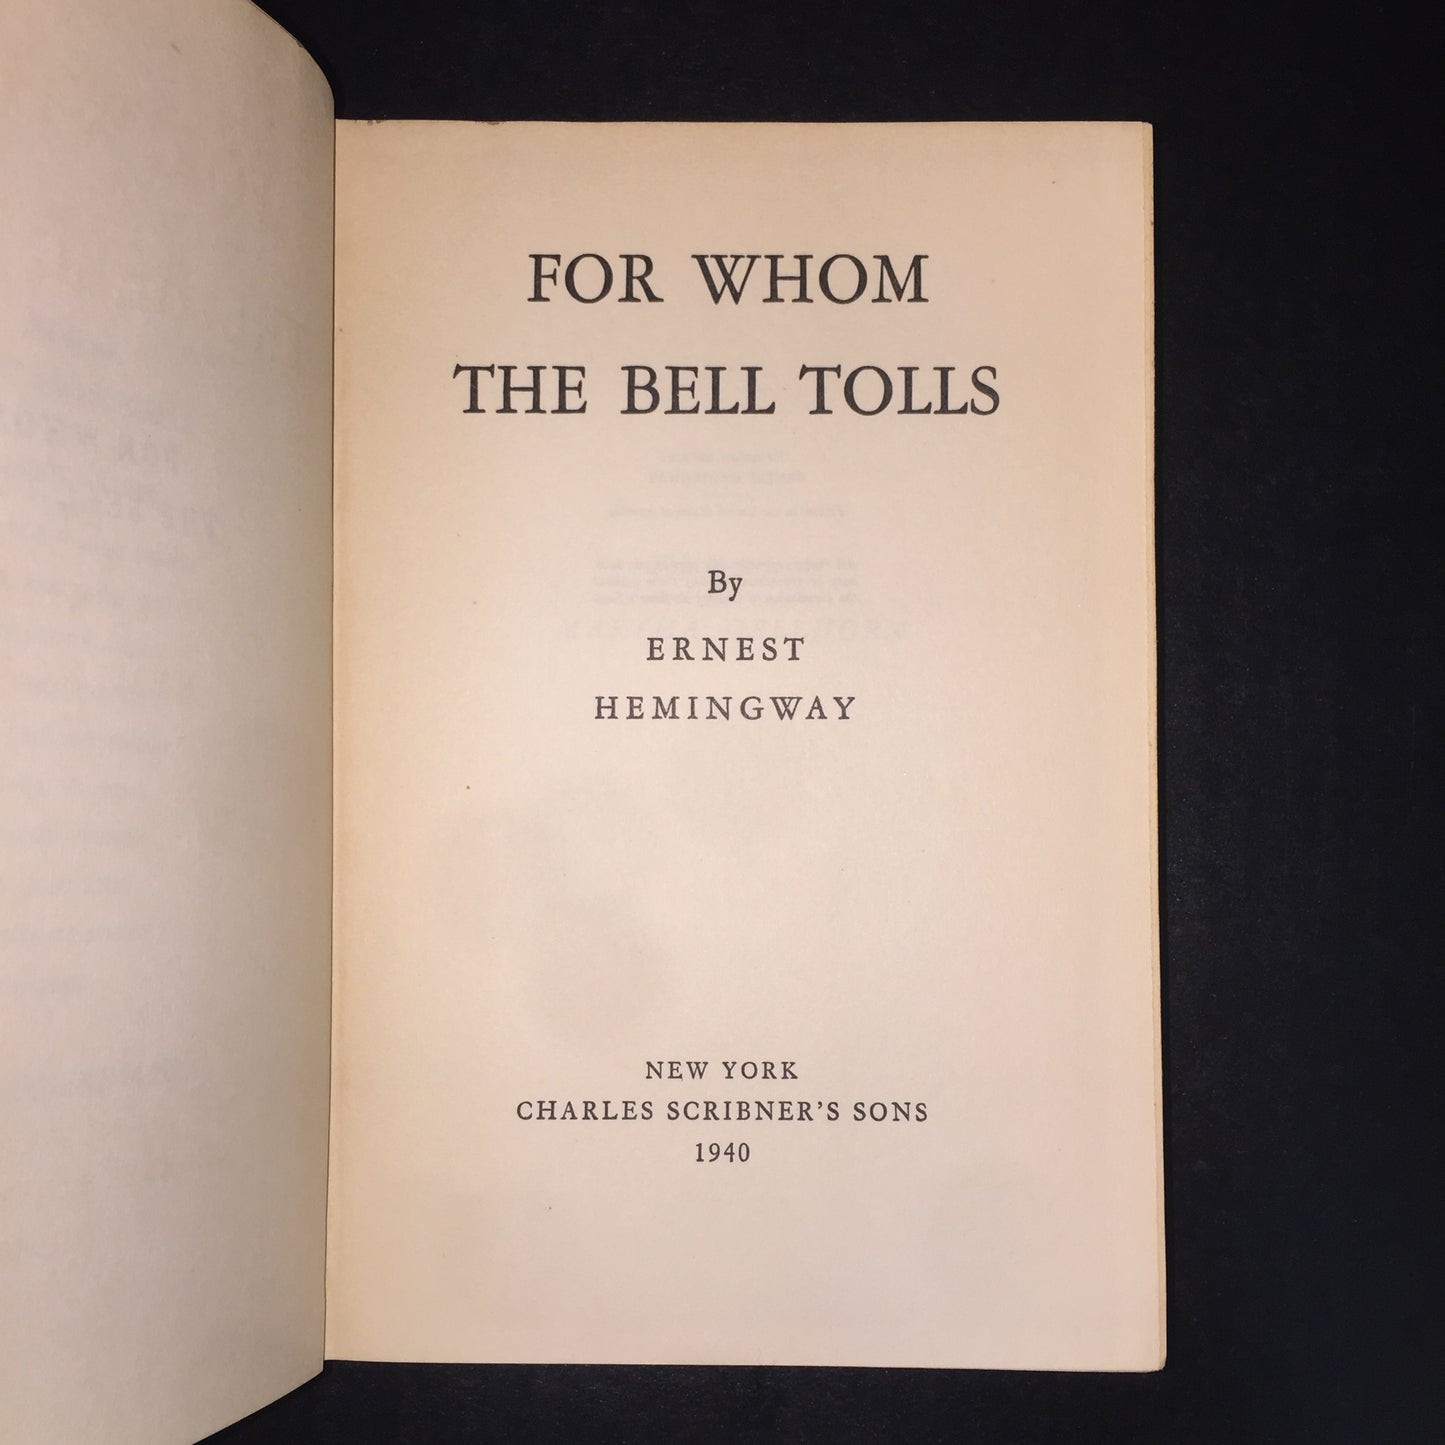 FOR WHOM
THE BELL TOLLS
By
ERNEST
HEMINGWAY
NEW YORK
CHARLES SCRIBNER'S SONS
1940